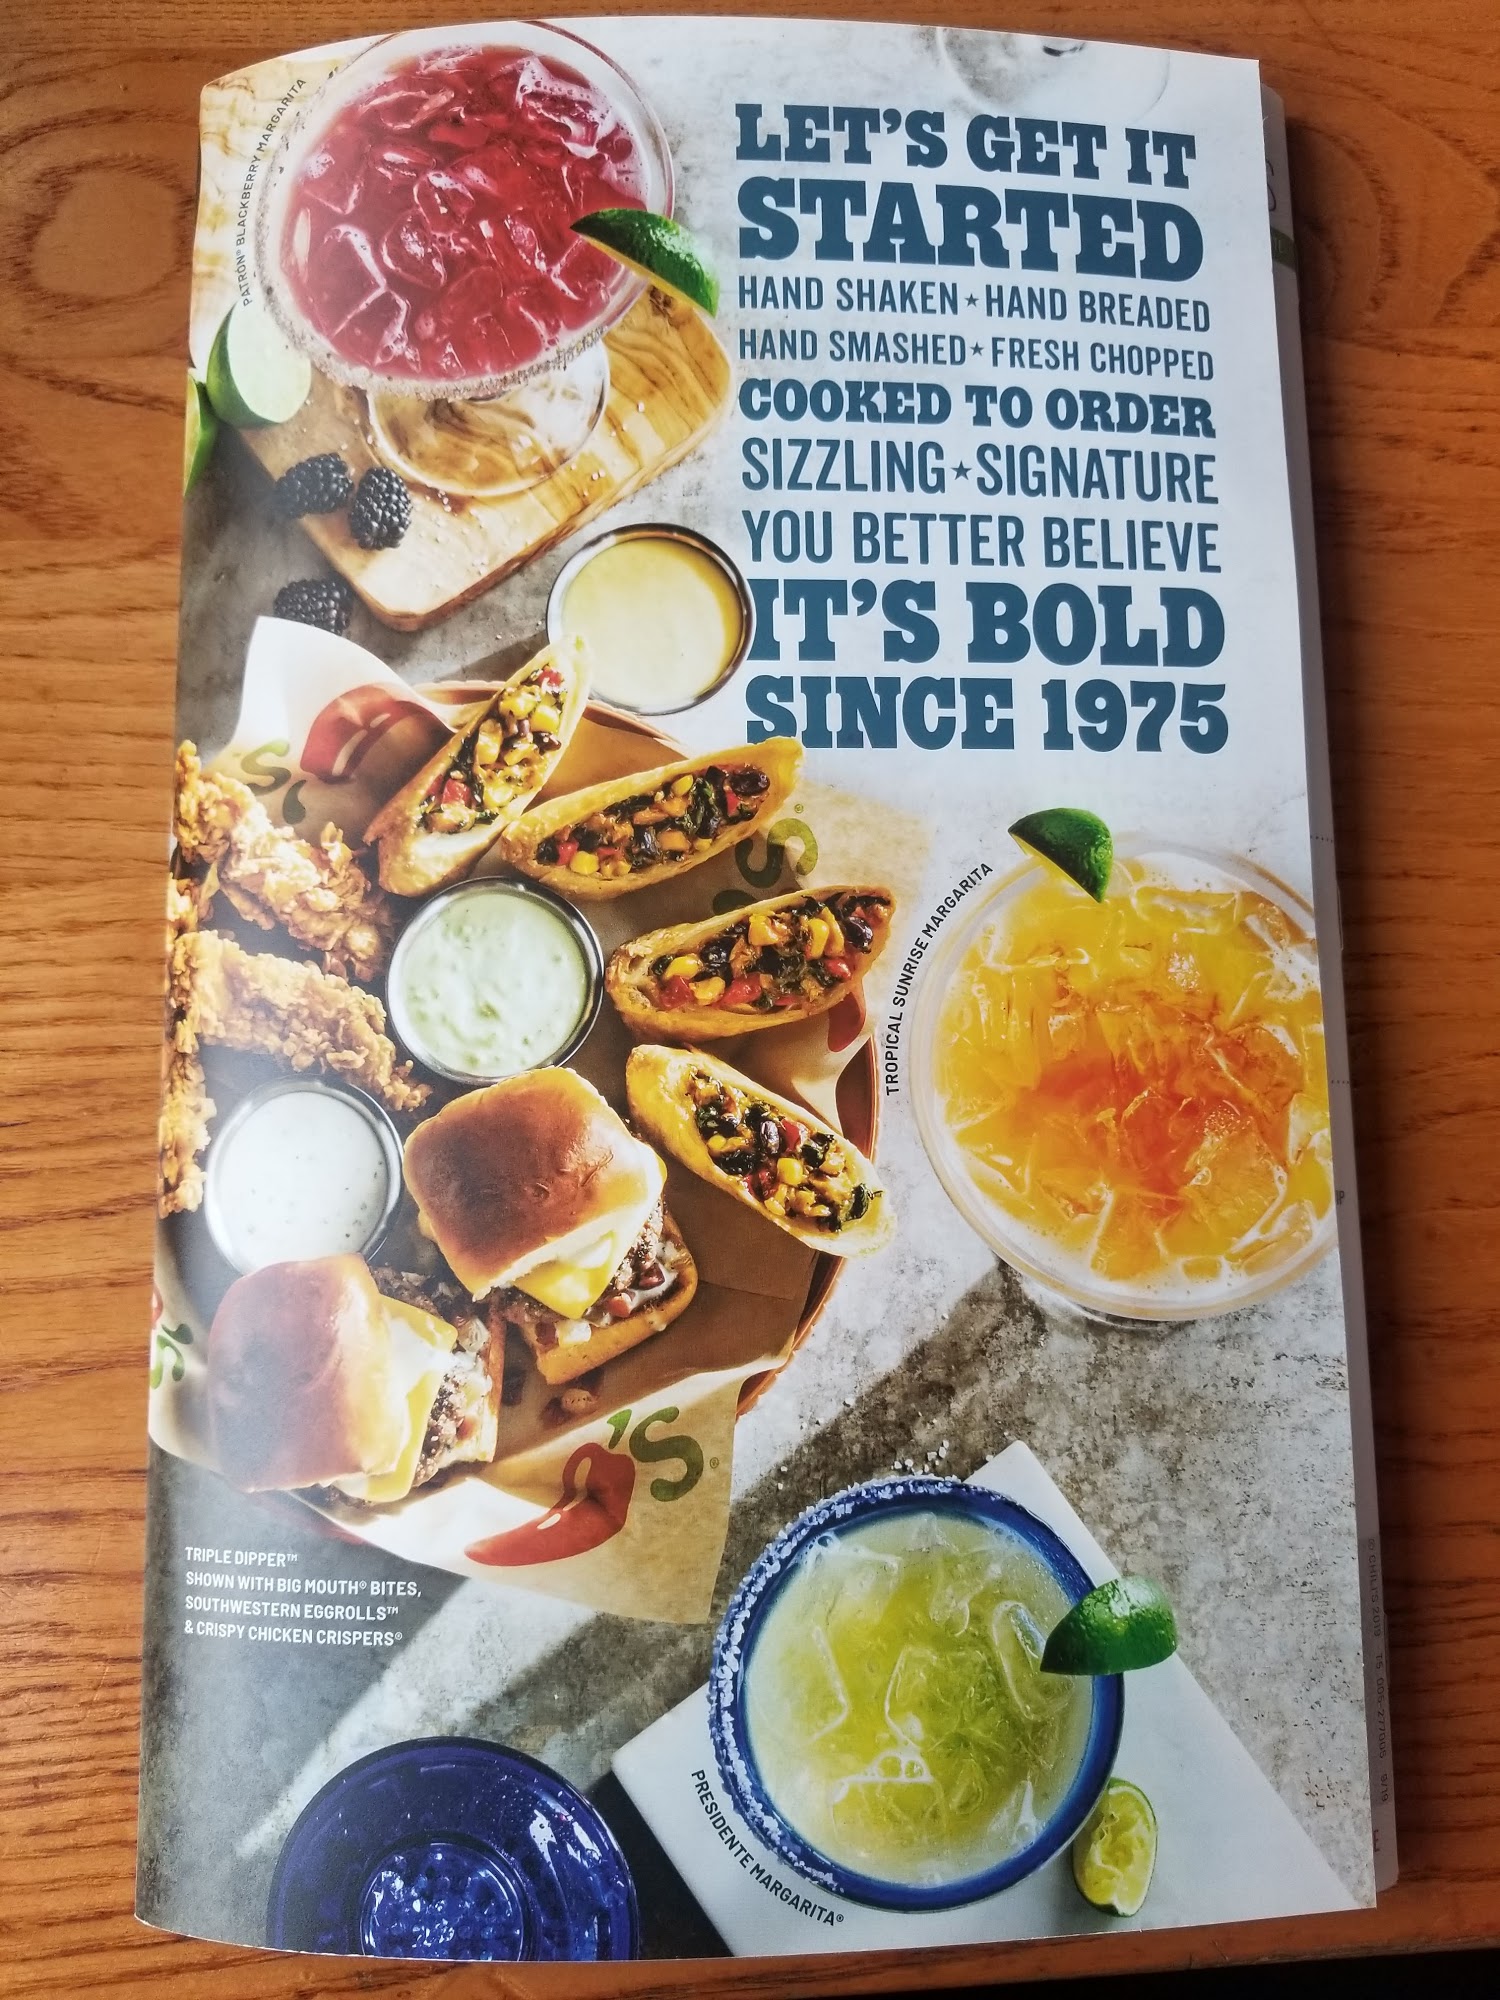 PATRÓN® BLACKBERRY MARGARITA
LET'S GET IT
STARTED
HAND SHAKEN★HAND BREADED
HAND SMASHED★FRESH CHOPPED
COOKED TO ORDER
SIZZLING★SIGNATURE
YOU BETTER BELIEVE
IT'S BOLD
SINCE 1975
S'
'S®
TROPICAL SUNRISE MARGARITA
'S®
TRIPLE DIPPER™
SHOWN WITH BIG MOUTH® BITES,
SOUTHWESTERN EGGROLLS™
& CRISPY CHICKEN CRISPERS®
PRESIDENTE MARGARITA®
© CHILI'S 2019